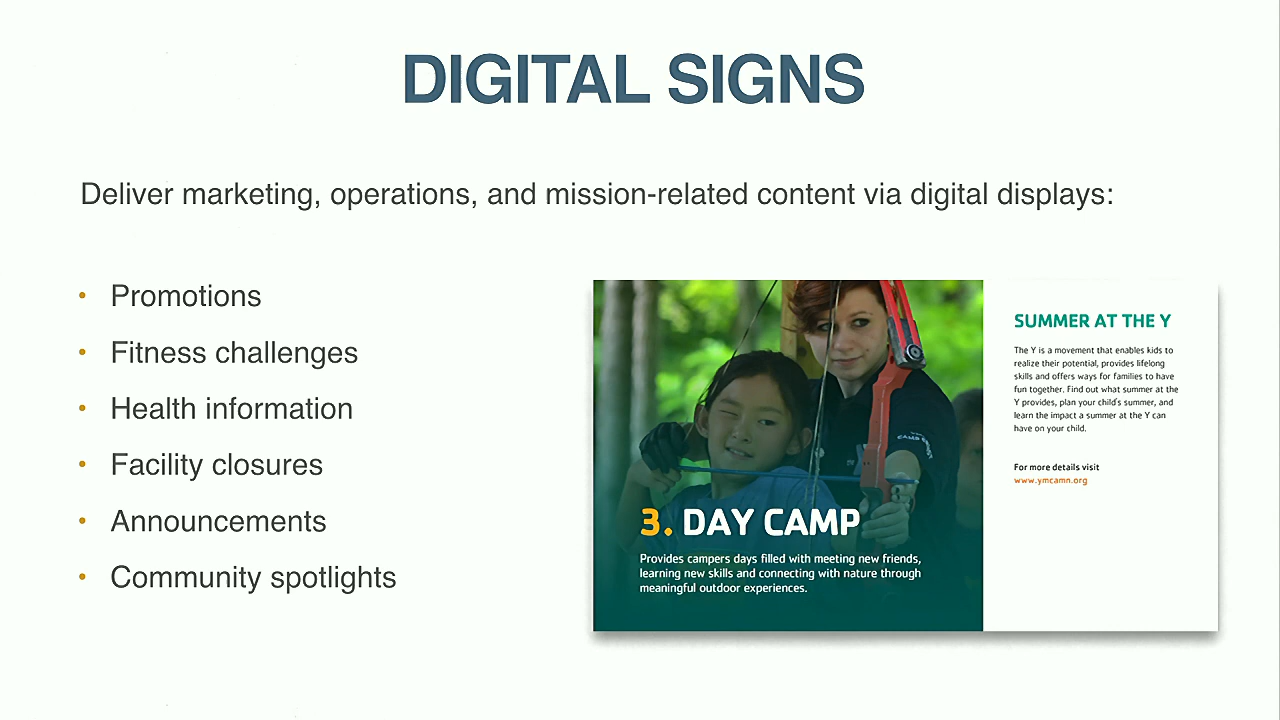 DIGITAL SIGNS
Deliver marketing, operations, and mission-related content via digital displays:
• Promotions
• Fitness challenges
• Health information
• Facility closures
• Announcements
• Community spotlights
3. DAY CAMP
Provides campers days filled with meeting new friends,
learning new skills and connecting with nature through
meaningful outdoor experiences.
SUMMER AT THE Y
The Y is a movement that enables kids to
realize their potential, provides lifelong
skills and offers ways for families to have
fun together. Find out what summer at the
Y provides, plan your child's summer, and
learn the impact a summer at the Y can
have on your child.
For more details visit
www.ymcamn.org